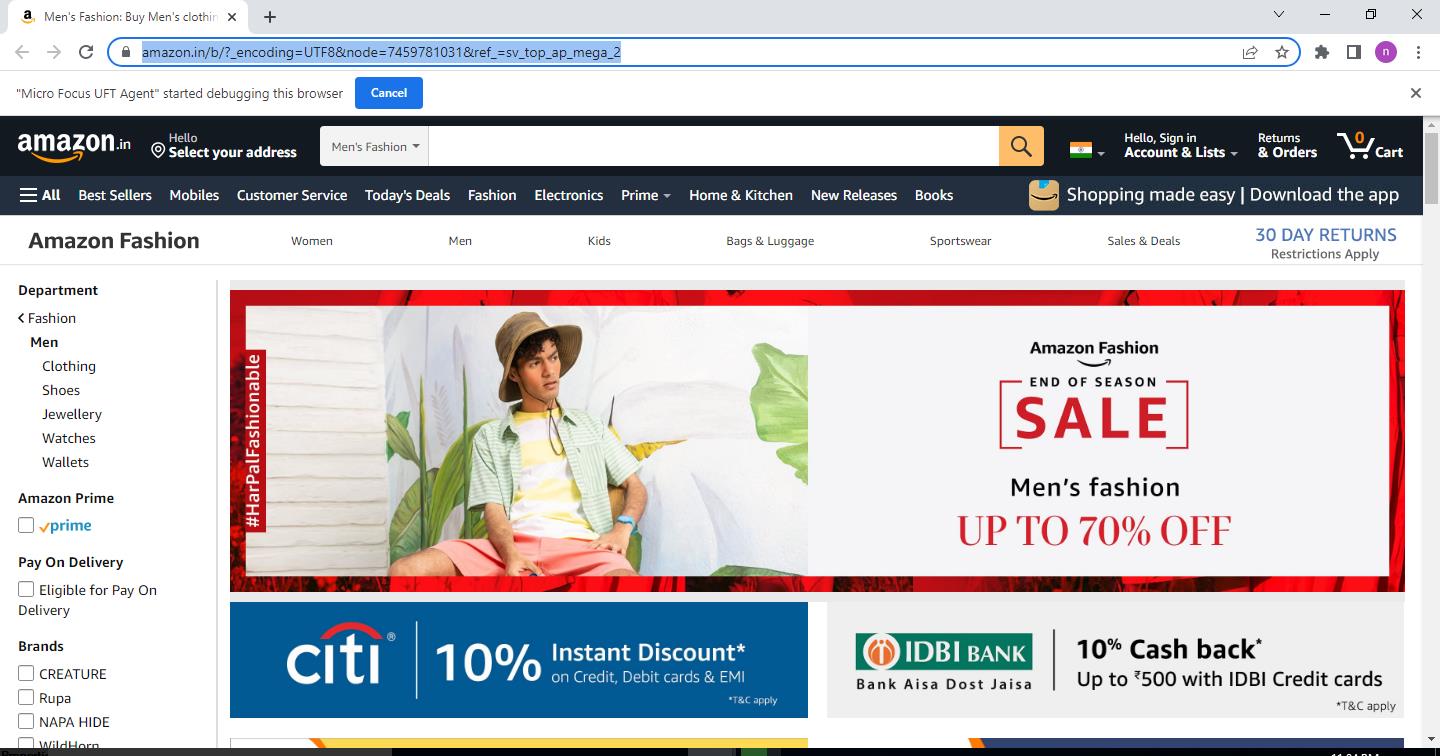 Men's Fashion: Buy Men's clothin
amazon.in/b/?_encoding=UTF8&node=7459781031&ref_=sv_top_ap_mega_2
n
"Micro Focus UFT Agent" started debugging this browser
Cancel
amazon.in
Hello
Select your address
Men's Fashion
Hello, Sign in
Account & Lists
Returns
& Orders
0
Cart
All
Best Sellers
Mobiles
Customer Service
Today's Deals
Fashion
Electronics
Prime
Home & Kitchen
New Releases
Books
Shopping made easy | Download the app
Amazon Fashion
Women
Men
Kids
Bags & Luggage
Sportswear
Sales & Deals
30 DAY RETURNS
Restrictions Apply
Department
Fashion
Men
Clothing
Shoes
Jewellery
Watches
Wallets
Amazon Prime
prime
Pay On Delivery
Eligible for Pay On
Delivery
Brands
CREATURE
Rupa
NAPA HIDE
WildHorn
#HarPalFashionable
Amazon Fashion
END OF SEASON
SALE
Men's fashion
UP TO 70% OFF
citi®
10%
Instant Discount*
on Credit, Debit cards & EMI
*T&C apply
IDBI BANK
Bank Aisa Dost Jaisa
10% Cash back*
Up to ₹500 with IDBI Credit cards
*T&C apply